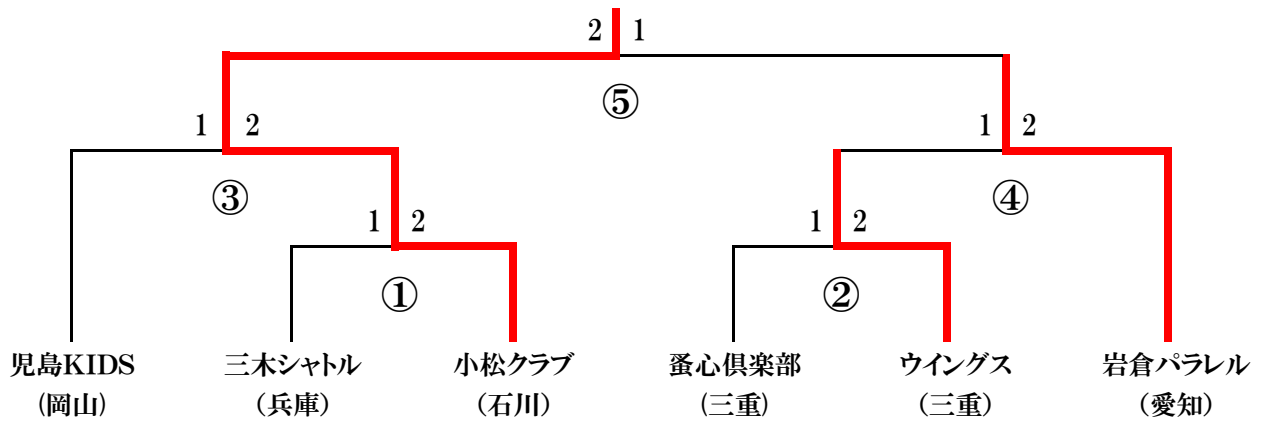 2 1
⑤
1 2
1 2
③
④
1 2
1 2
①
②
児島KIDS
三木シャトル
小松クラブ
蚤心倶楽部
ウイングス
岩倉パラレル
(岡山)
（兵庫）
（石川）
(三重)
（三重）
（愛知）